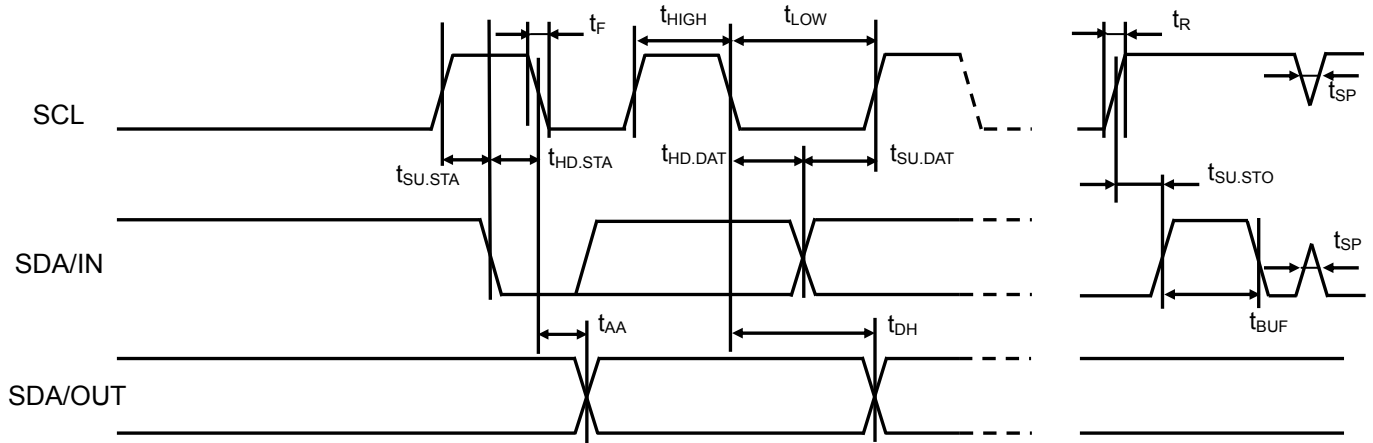 tF
tHIGH
tLOW
tR
SCL
tSP
tSU.STA
tHD.STA
tHD.DAT
tSU.DAT
tSU.STO
SDA/IN
tSP
tAA
tDH
tBUF
SDA/OUT